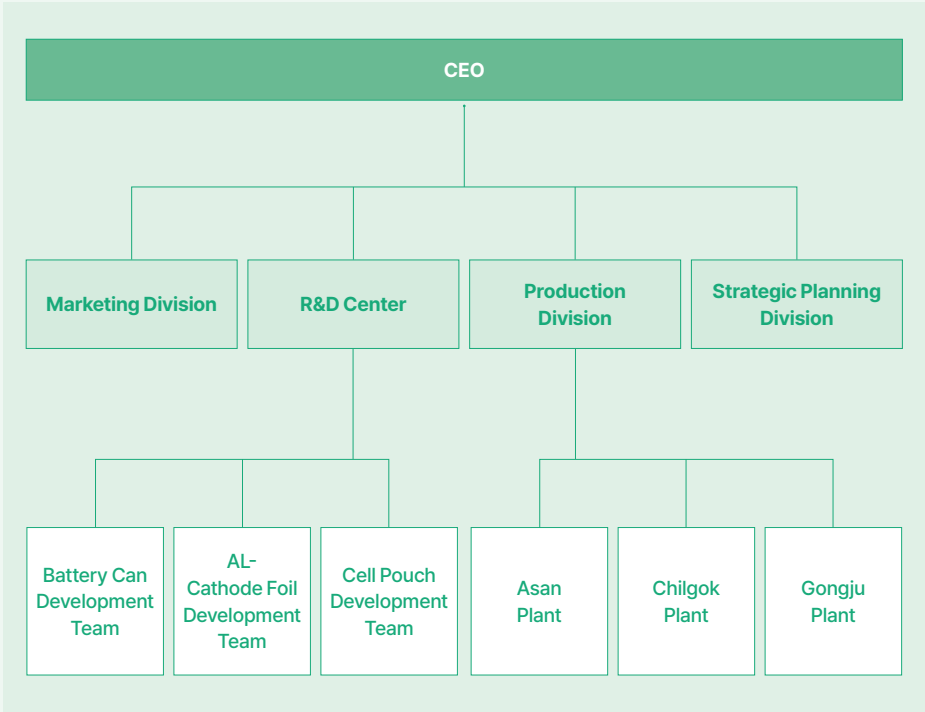 CEO
Marketing Division
R&D Center
Production
Division
Strategic Planning
Division
Battery Can
Development
Team
AL-
Cathode Foil
Development
Team
Cell Pouch
Development
Team
Asan
Plant
Chilgok
Plant
Gongju
Plant